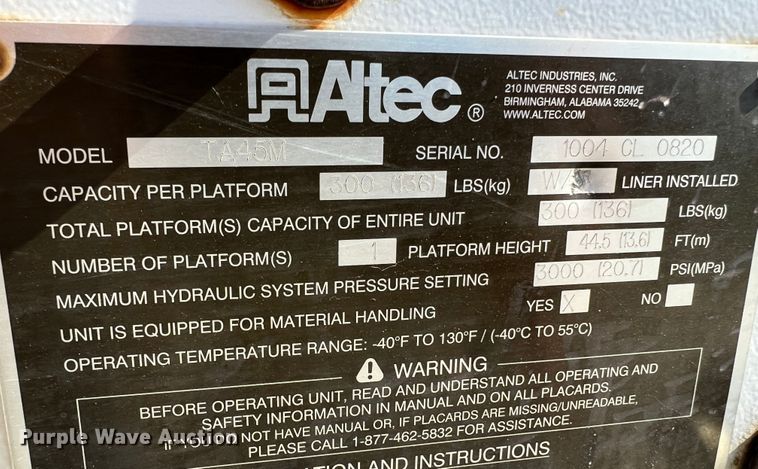 Altec ®
ALTEC INDUSTRIES, INC.
210 INVERNESS CENTER DRIVE
BIRMINGHAM, ALABAMA 35242
WWW.ALTEC.COM
MODEL TA45M SERIAL NO. 1004 CL 0820
CAPACITY PER PLATFORM 300 (136) LBS(kg) LINER INSTALLED
TOTAL PLATFORM(S) CAPACITY OF ENTIRE UNIT 300 (136) LBS(kg)
NUMBER OF PLATFORM(S) 1 PLATFORM HEIGHT 44.5 (13.6) FT(m)
MAXIMUM HYDRAULIC SYSTEM PRESSURE SETTING 3000 (20.7) PSI(MPa)
UNIT IS EQUIPPED FOR MATERIAL HANDLING YES X NO
OPERATING TEMPERATURE RANGE: -40°F TO 130°F / (-40°C TO 55°C)
WARNING
BEFORE OPERATING UNIT, READ AND UNDERSTAND ALL OPERATING AND
SAFETY INFORMATION IN MANUAL AND ON ALL PLACARDS.
IF YOU DO NOT HAVE MANUAL OR, IF PLACARDS ARE MISSING/UNREADABLE,
PLEASE CALL 1-877-462-5832 FOR ASSISTANCE.
AND INSTRUCTIONS
Purple Wave Auction